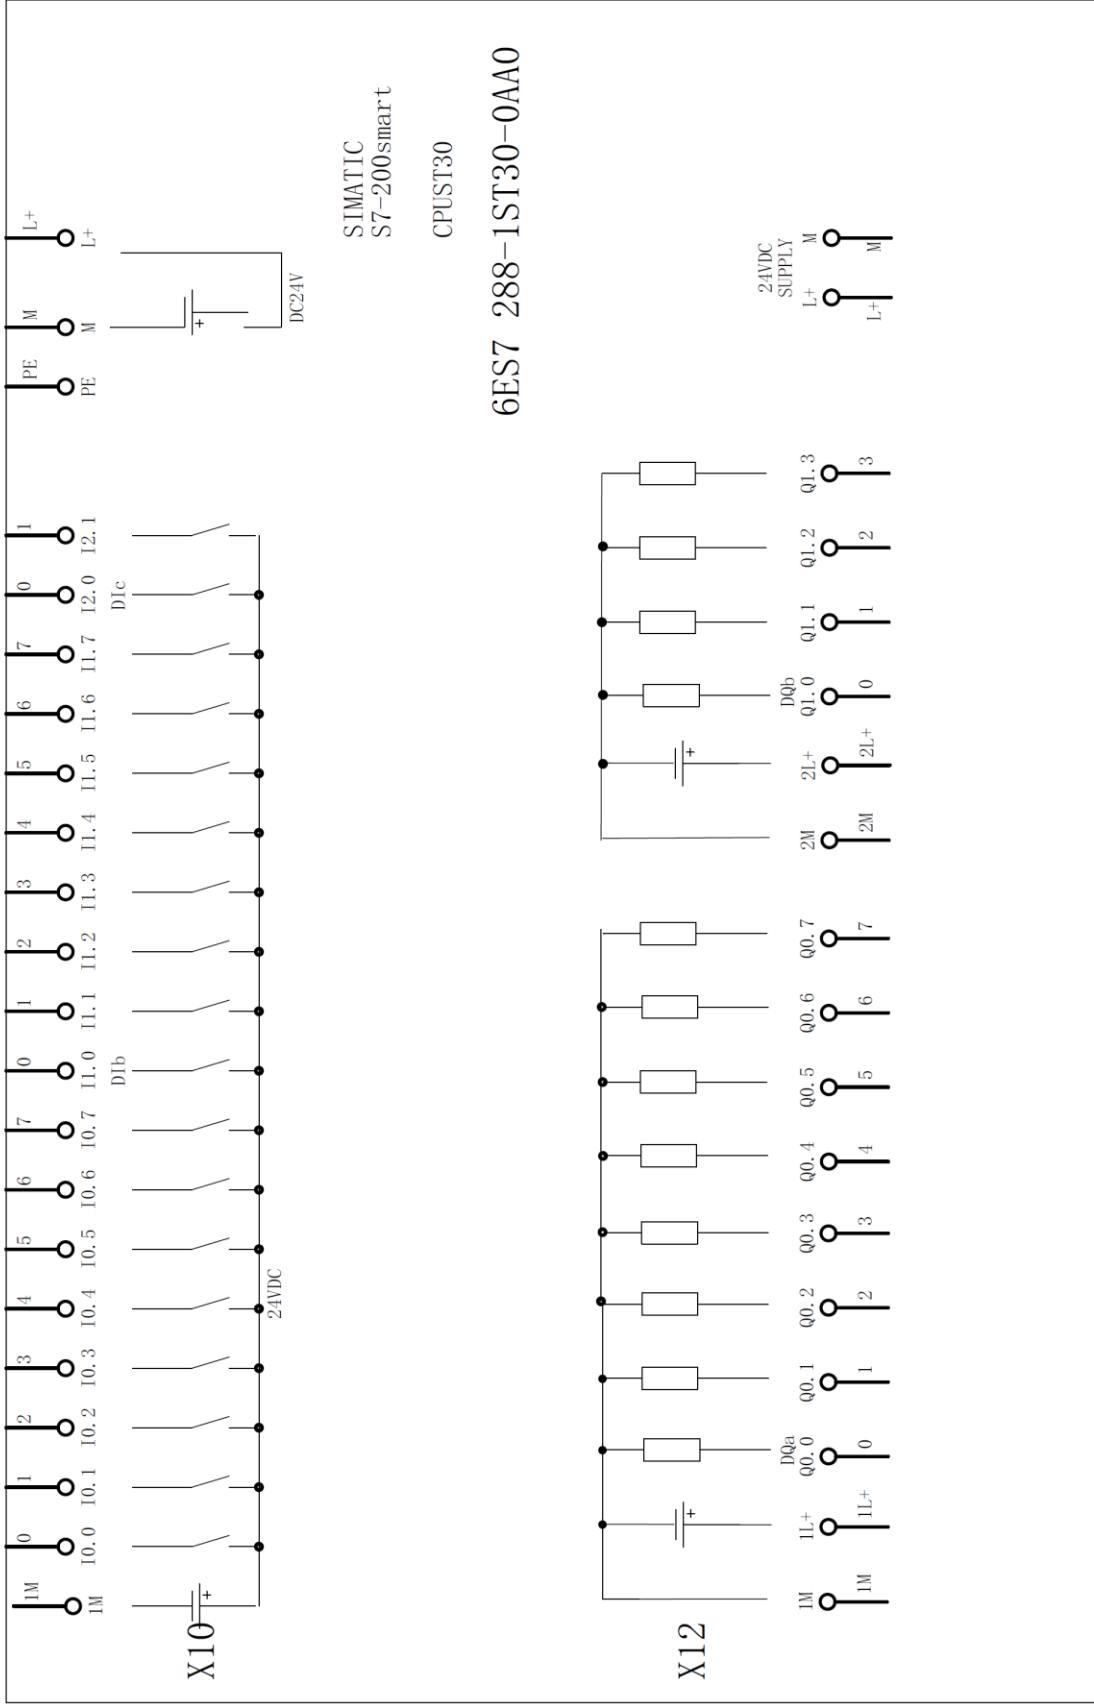 1M 0 1 2 3 4 5 6 7 0 1 2 3 4 5 6 7 0 1 PE M L+
1M I0.0 I0.1 I0.2 I0.3 I0.4 I0.5 I0.6 I0.7 I1.0 I1.1 I1.2 I1.3 I1.4 I1.5 I1.6 I1.7 I2.0 I2.1 PE M L+
DIb DIc
X10 + +
24VDC DC24V
SIMATIC
S7-200smart
CPUST30
6ES7 288-1ST30-0AA0
X12 + +
24VDC
SUPPLY
DQa DQb
1M 1L+ Q0.0 Q0.1 Q0.2 Q0.3 Q0.4 Q0.5 Q0.6 Q0.7 2M 2L+ Q1.0 Q1.1 Q1.2 Q1.3 L+ M
1M 1L+ 0 1 2 3 4 5 6 7 2M 2L+ 0 1 2 3 L+ M